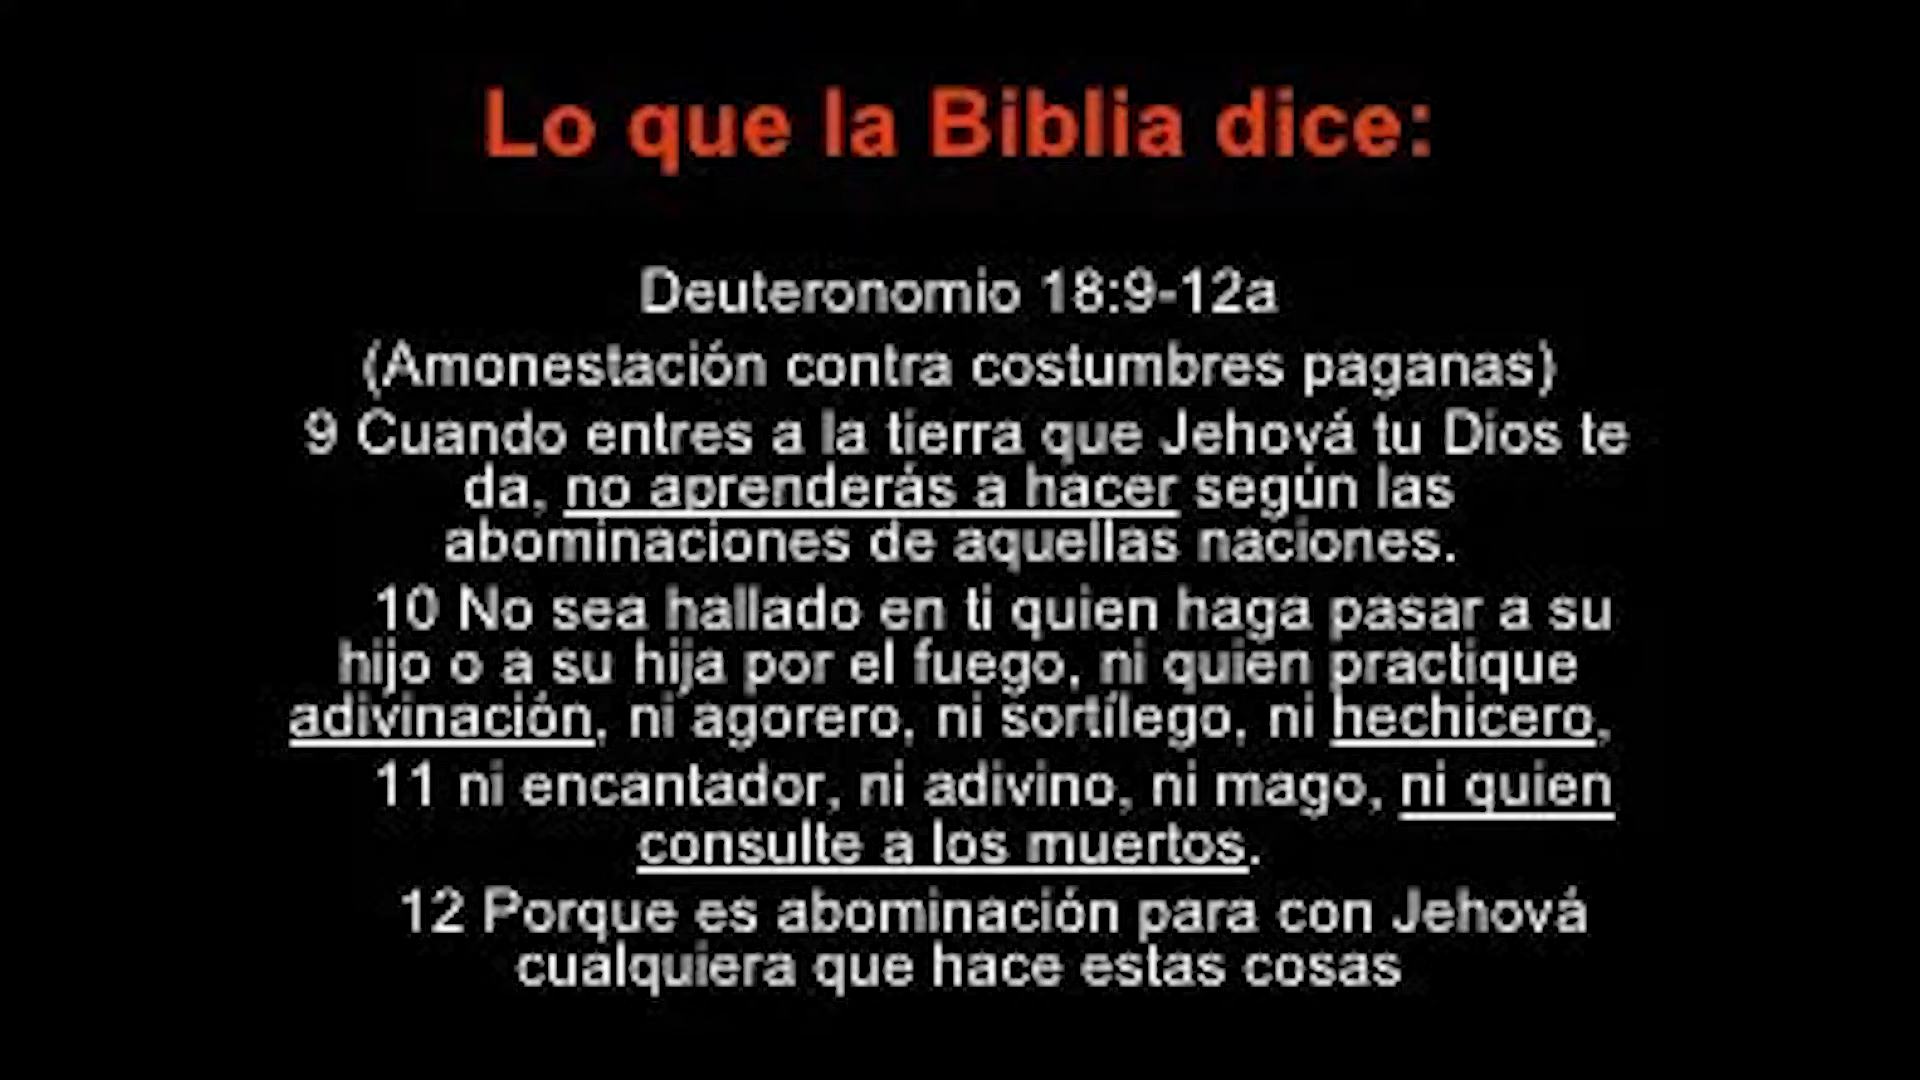 Lo que la Biblia dice:
Deuteronomio 18:9-12a
(Amonestación contra costumbres paganas)
9 Cuando entres a la tierra que Jehová tu Dios te
da, no aprenderás a hacer según las
abominaciones de aquellas naciones.
10 No sea hallado en ti quien haga pasar a su
hijo o a su hija por el fuego, ni quien practique
adivinación, ni agorero, ni sortílego, ni hechicero,
11 ni encantador, ni adivino, ni mago, ni quien
consulte a los muertos.
12 Porque es abominación para con Jehová
cualquiera que hace estas cosas